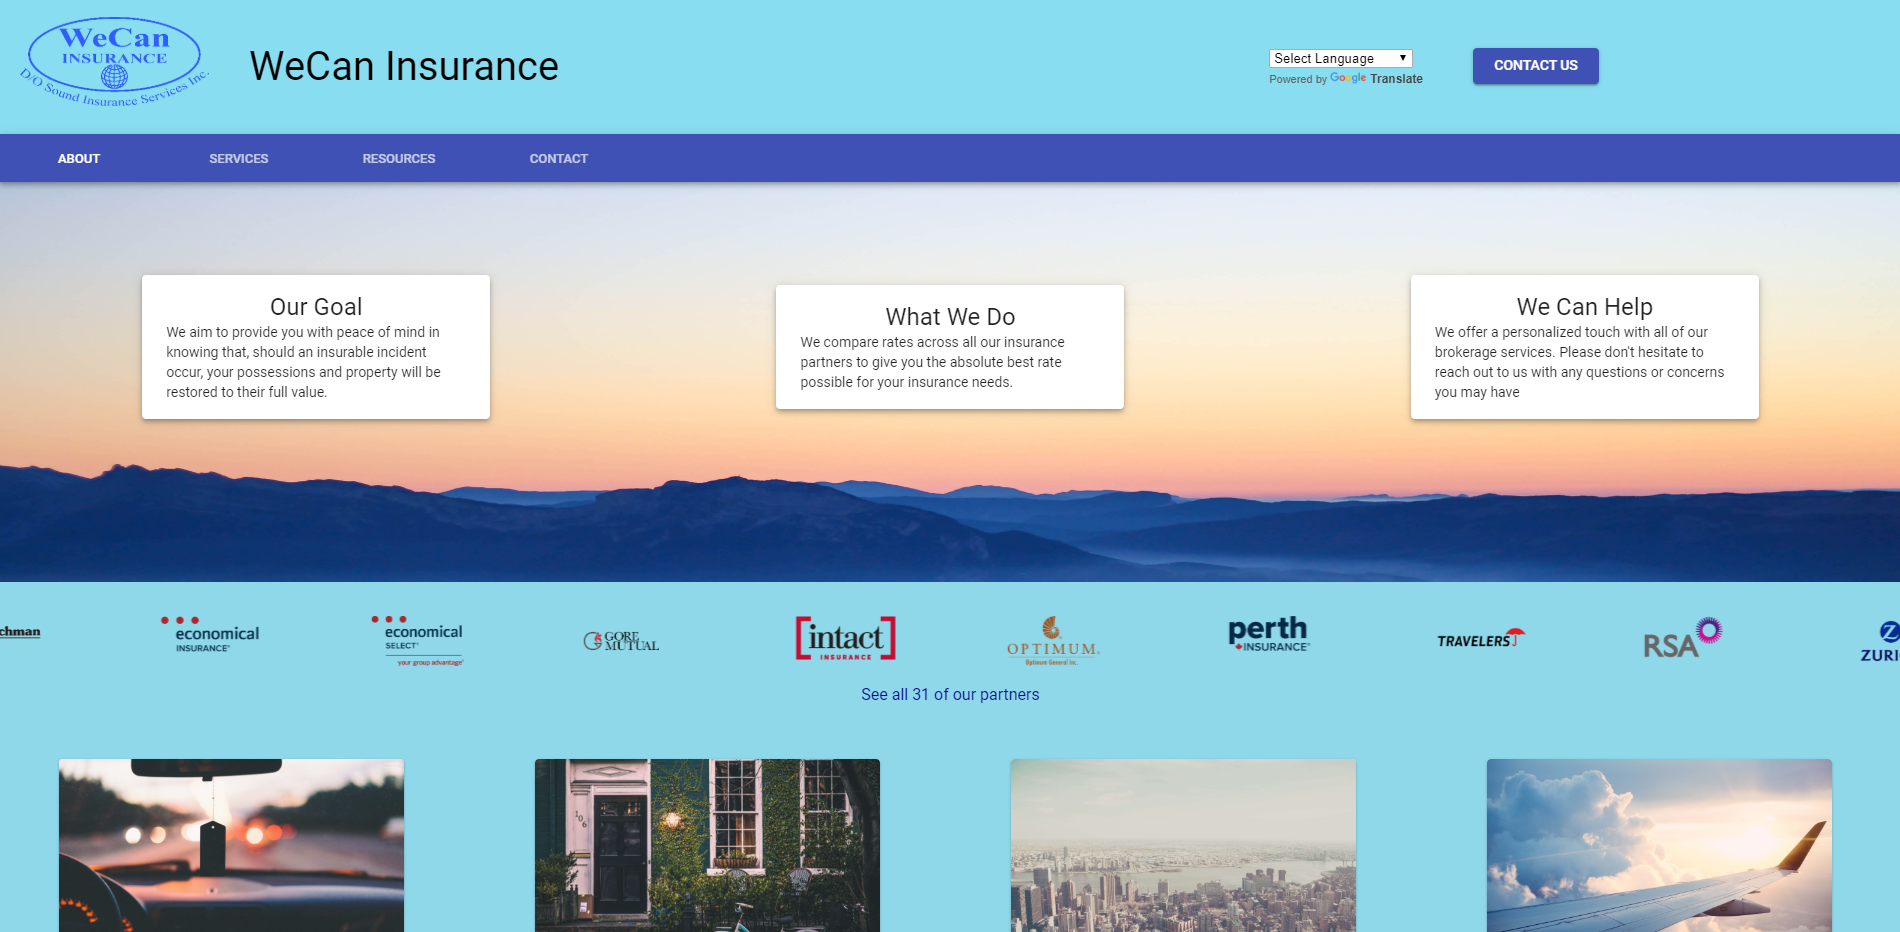 WeCan
INSURANCE
D/O Sound Insurance Services Inc.
WeCan Insurance
Select Language
Powered by Google Translate
CONTACT US
ABOUT
SERVICES
RESOURCES
CONTACT
Our Goal
We aim to provide you with peace of mind in
knowing that, should an insurable incident
occur, your possessions and property will be
restored to their full value.
What We Do
We compare rates across all our insurance
partners to give you the absolute best rate
possible for your insurance needs.
We Can Help
We offer a personalized touch with all of our
brokerage services. Please don't hesitate to
reach out to us with any questions or concerns
you may have
chman
economical
INSURANCE
economical
SELECT
your group advantage
GORE
MUTUAL
intact
INSURANCE
OPTIMUM.
Optimum General Inc.
perth
INSURANCE
TRAVELERS
RSA
Z
ZURI
See all 31 of our partners
106